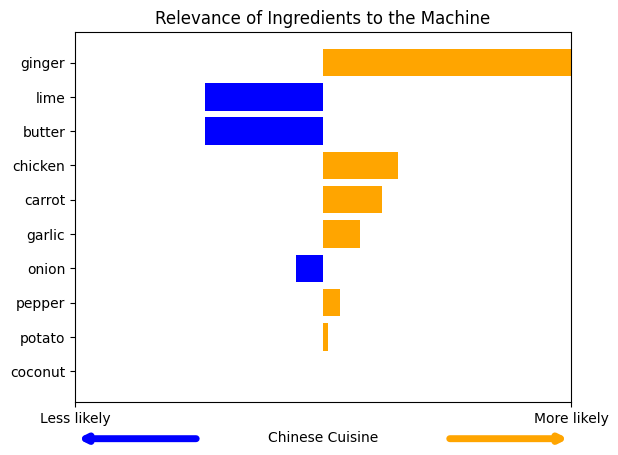 Relevance of Ingredients to the Machine
ginger
lime
butter
chicken
carrot
garlic
onion
pepper
potato
coconut
Less likely
More likely
Chinese Cuisine